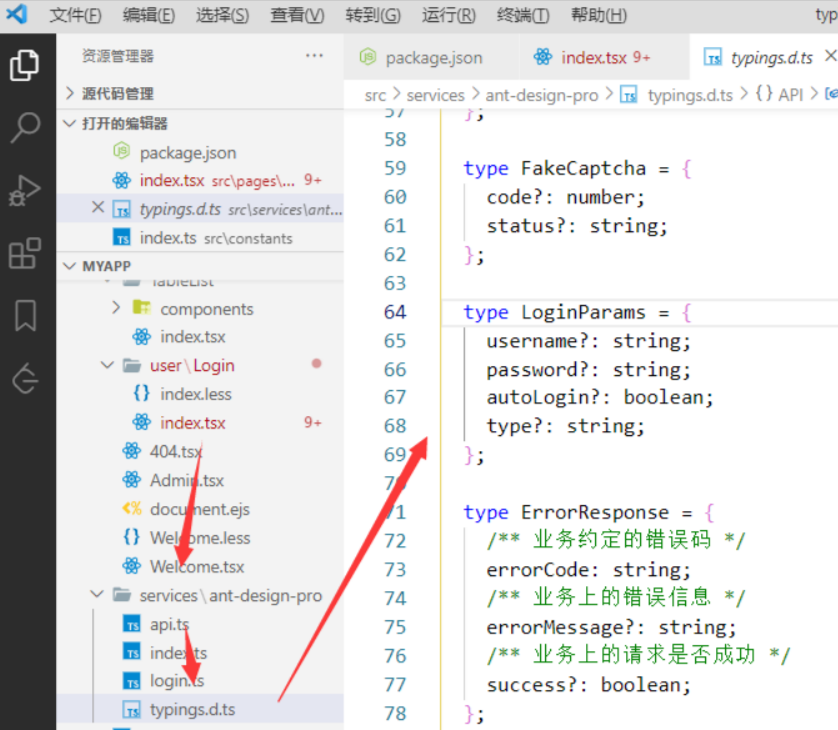 文件(F) 编辑(E) 选择(S) 查看(V) 转到(G) 运行(R) 终端(T) 帮助(H) typ
资源管理器 ···
源代码管理
打开的编辑器
package.json
index.tsx src\pages\... 9+
typings.d.ts src\services\ant...
index.ts src\constants
MYAPP
TableList
components
index.tsx
user\Login
index.less
index.tsx 9+
404.tsx
Admin.tsx
document.ejs
Welcome.less
Welcome.tsx
services\ant-design-pro
api.ts
index.ts
login.ts
typings.d.ts
package.json index.tsx 9+ typings.d.ts
src > services > ant-design-pro > typings.d.ts > {} API >
57 };
58
59 type FakeCaptcha = {
60 code?: number;
61 status?: string;
62 };
63
64 type LoginParams = {
65 username?: string;
66 password?: string;
67 autoLogin?: boolean;
68 type?: string;
69 };
70
71 type ErrorResponse = {
72 /** 业务约定的错误码 */
73 errorCode: string;
74 /** 业务上的错误信息 */
75 errorMessage?: string;
76 /** 业务上的请求是否成功 */
77 success?: boolean;
78 };